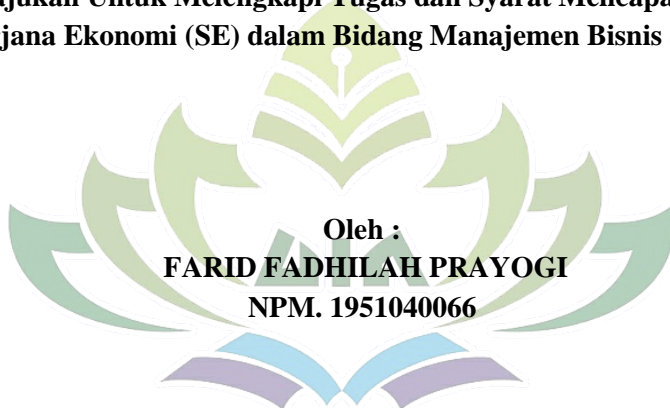 ajukan Untuk Melengkapi Tugas dan Syarat Mencapa
jana Ekonomi (SE) dalam Bidang Manajemen Bisnis
Oleh :
FARID FADHILAH PRAYOGI
NPM. 1951040066